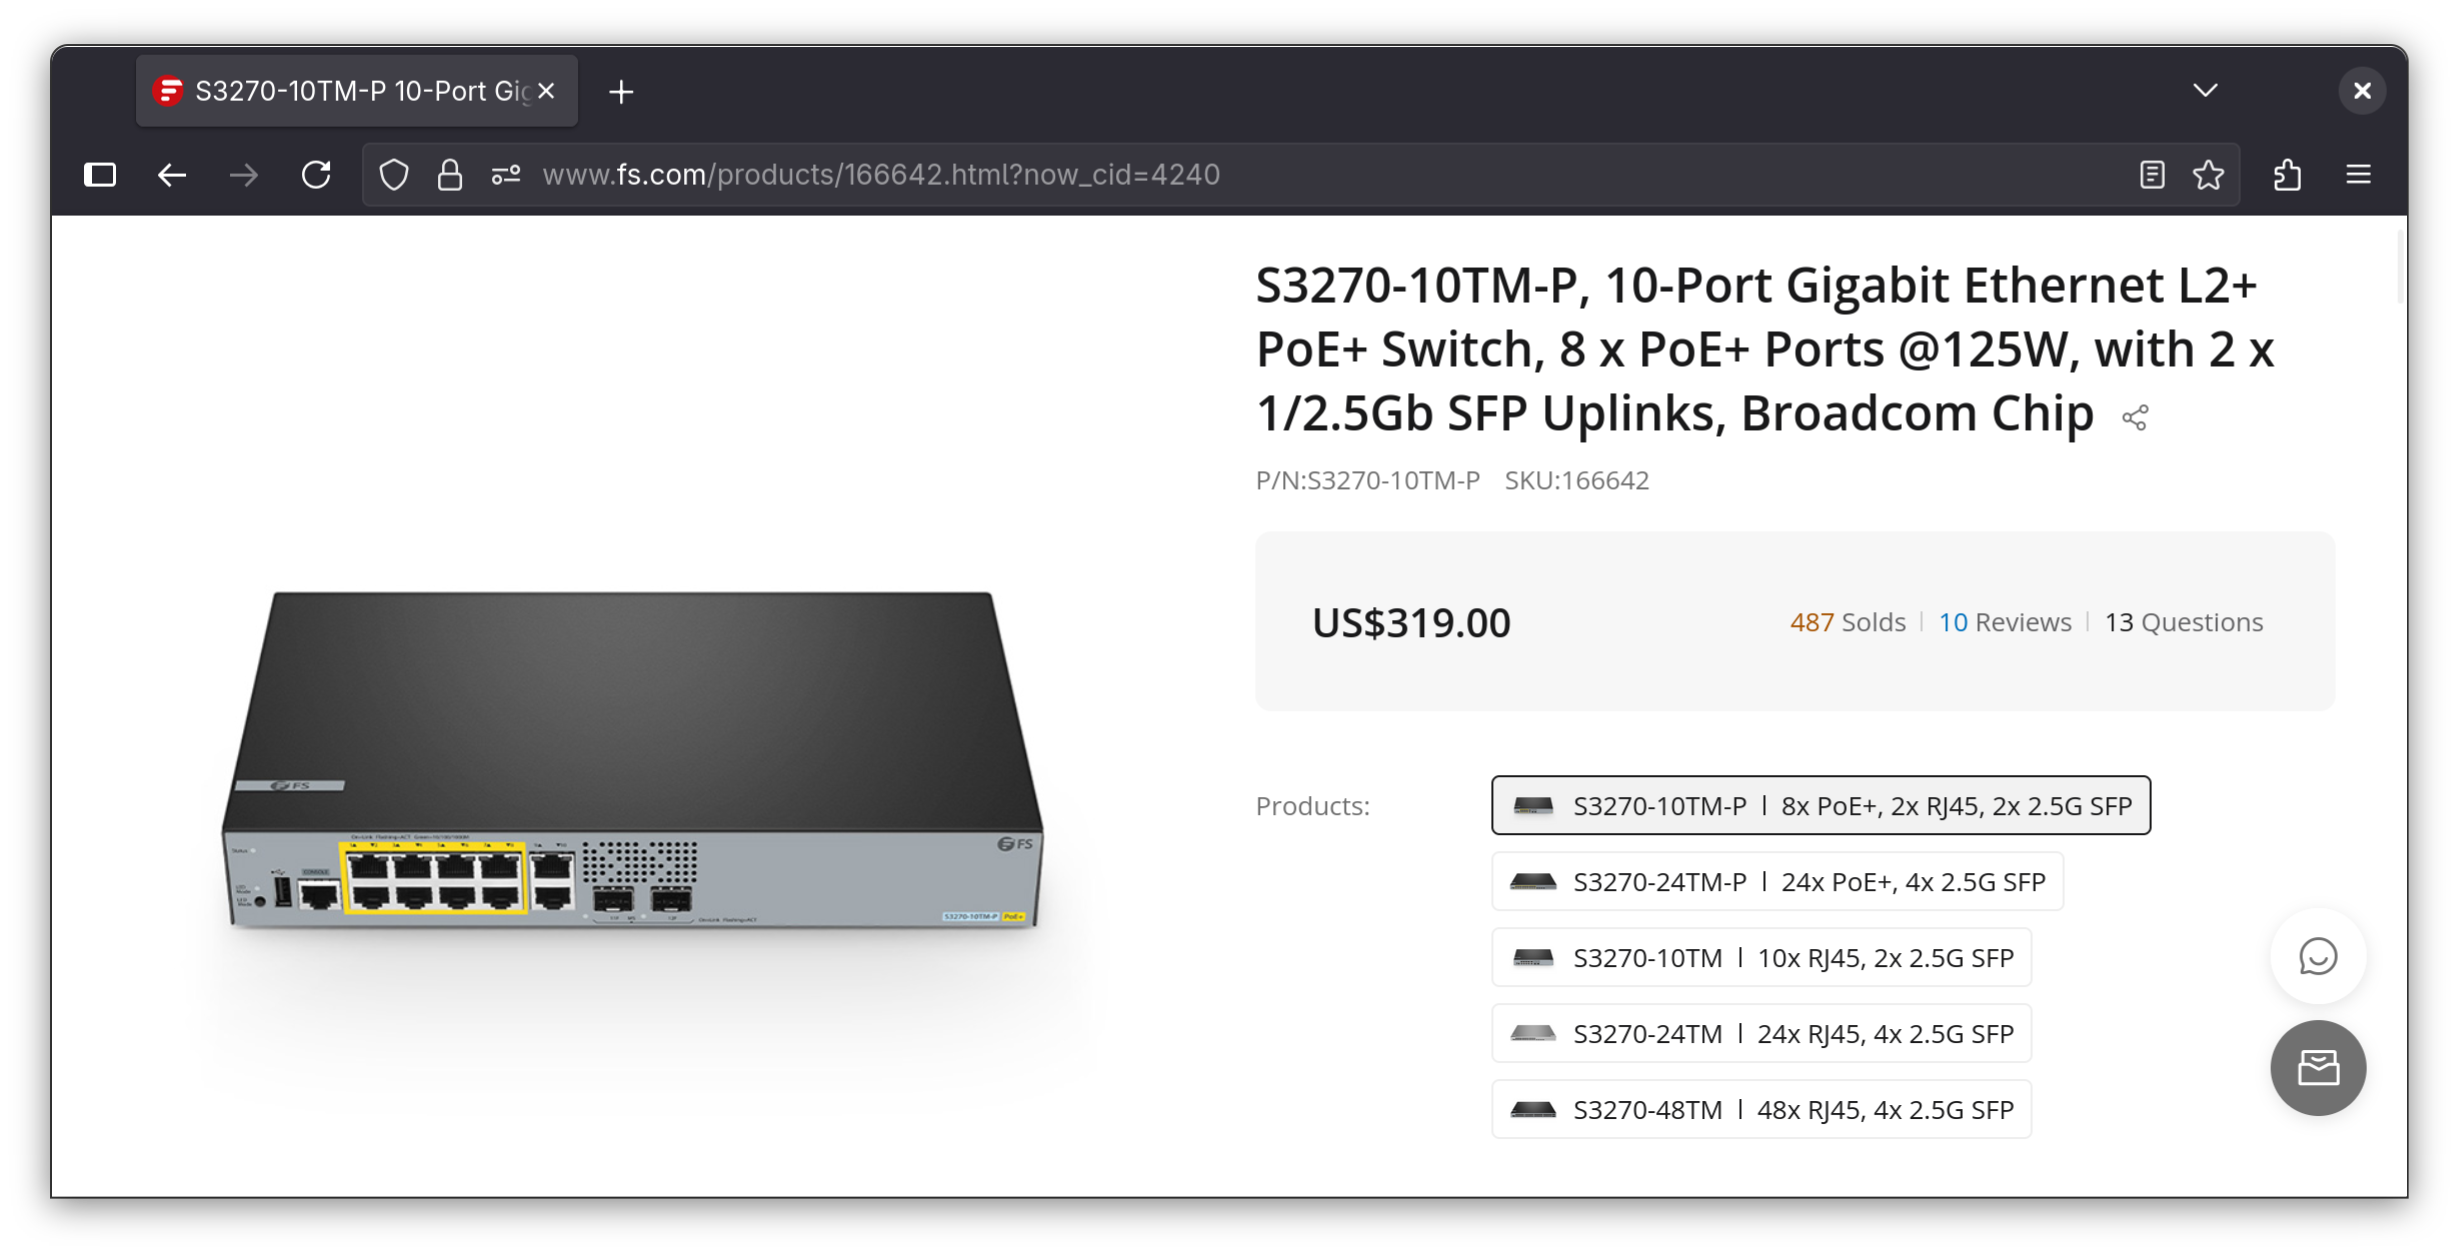 S3270-10TM-P 10-Port Gig
www.fs.com/products/166642.html?now_cid=4240
S3270-10TM-P, 10-Port Gigabit Ethernet L2+
PoE+ Switch, 8 x PoE+ Ports @125W, with 2 x
1/2.5Gb SFP Uplinks, Broadcom Chip
P/N:S3270-10TM-P SKU:166642
US$319.00
487 Solds | 10 Reviews | 13 Questions
Products:
S3270-10TM-P | 8x PoE+, 2x RJ45, 2x 2.5G SFP
S3270-24TM-P | 24x PoE+, 4x 2.5G SFP
S3270-10TM | 10x RJ45, 2x 2.5G SFP
S3270-24TM | 24x RJ45, 4x 2.5G SFP
S3270-48TM | 48x RJ45, 4x 2.5G SFP
FS
FS
CONSOLE
S3270-10TM-P PoE+